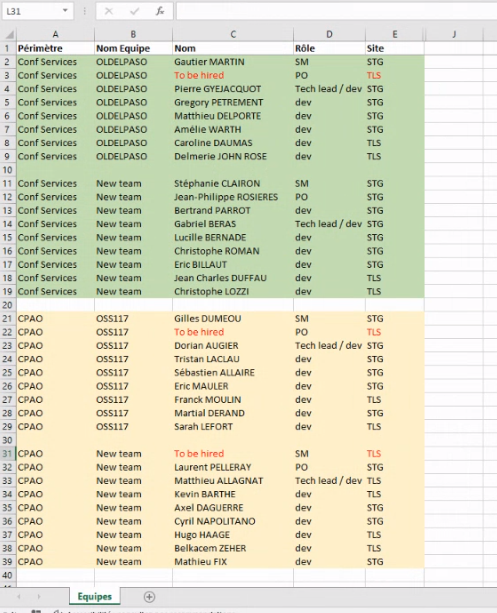 L31
fx
A B C D E J
1 Périmètre Nom Equipe Nom Rôle Site
2 Conf Services OLDELPASO Gautier MARTIN SM STG
3 Conf Services OLDELPASO To be hired PO TLS
4 Conf Services OLDELPASO Pierre GYEJACQUOT Tech lead / dev STG
5 Conf Services OLDELPASO Gregory PETREMENT dev STG
6 Conf Services OLDELPASO Matthieu DELPORTE dev STG
7 Conf Services OLDELPASO Amélie WARTH dev STG
8 Conf Services OLDELPASO Caroline DAUMAS dev TLS
9 Conf Services OLDELPASO Delmerie JOHN ROSE dev TLS
10
11 Conf Services New team Stéphanie CLAIRON SM STG
12 Conf Services New team Jean-Philippe ROSIERES PO STG
13 Conf Services New team Bertrand PARROT dev STG
14 Conf Services New team Gabriel BERAS Tech lead / dev STG
15 Conf Services New team Lucille BERNADE dev STG
16 Conf Services New team Christophe ROMAN dev STG
17 Conf Services New team Eric BILLAUT dev STG
18 Conf Services New team Jean Charles DUFFAU dev TLS
19 Conf Services New team Christophe LOZZI dev TLS
20
21 CPAO OSS117 Gilles DUMEOU SM STG
22 CPAO OSS117 To be hired PO TLS
23 CPAO OSS117 Dorian AUGIER Tech lead / dev STG
24 CPAO OSS117 Tristan LACLAU dev STG
25 CPAO OSS117 Sébastien ALLAIRE dev STG
26 CPAO OSS117 Eric MAULER dev STG
27 CPAO OSS117 Franck MOULIN dev TLS
28 CPAO OSS117 Martial DERAND dev STG
29 CPAO OSS117 Sarah LEFORT dev TLS
30
31 CPAO New team To be hired SM TLS
32 CPAO New team Laurent PELLERAY PO STG
33 CPAO New team Matthieu ALLAGNAT Tech lead / dev TLS
34 CPAO New team Kevin BARTHE dev TLS
35 CPAO New team Axel DAGUERRE dev STG
36 CPAO New team Cyril NAPOLITANO dev STG
37 CPAO New team Hugo HAAGE dev TLS
38 CPAO New team Belkacem ZEHER dev TLS
39 CPAO New team Mathieu FIX dev STG
40
Equipes